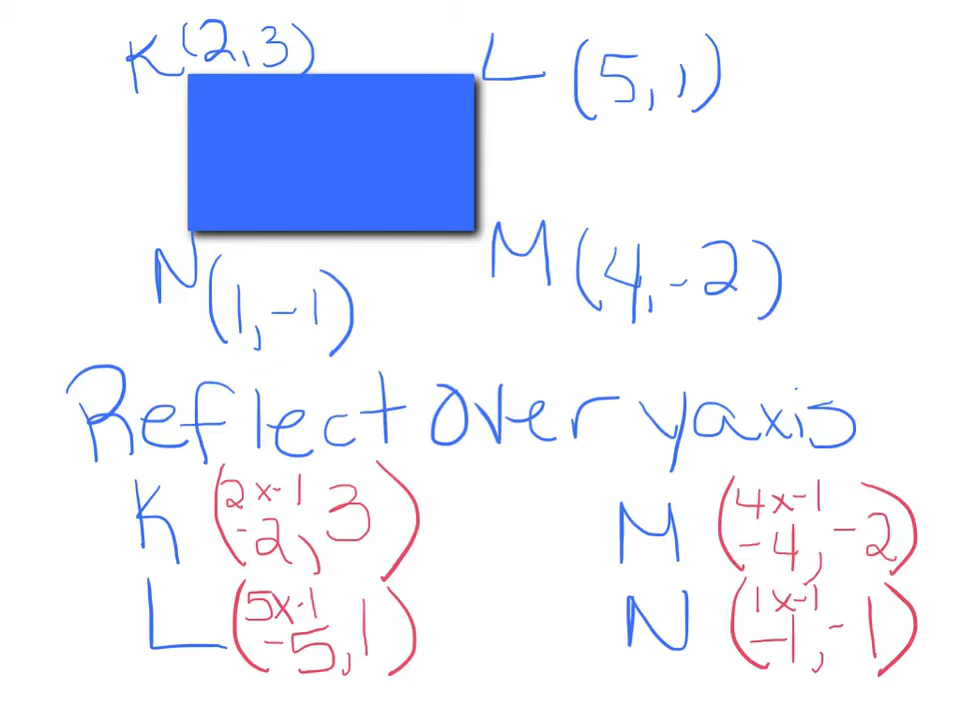 K (2,3) L (5, 1)
N (1,-1) M (4,-2)
Reflect Over y axis
K (2x-1 -2, 3) M (4x-1 -4, -2)
L (5x-1 -5, 1) N (1x-1 -1, -1)